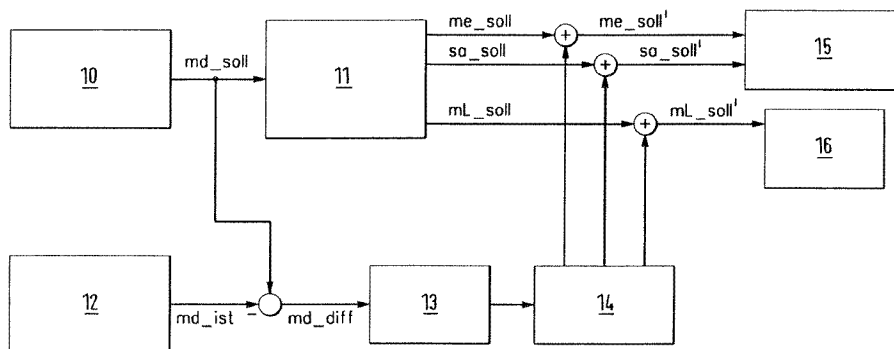 me_soll
me_soll'
sa_soll
sa_soll'
10
md_soll
11
15
mL_soll
mL_soll'
16
12
md_ist
md_diff
13
14
+
+
+
−